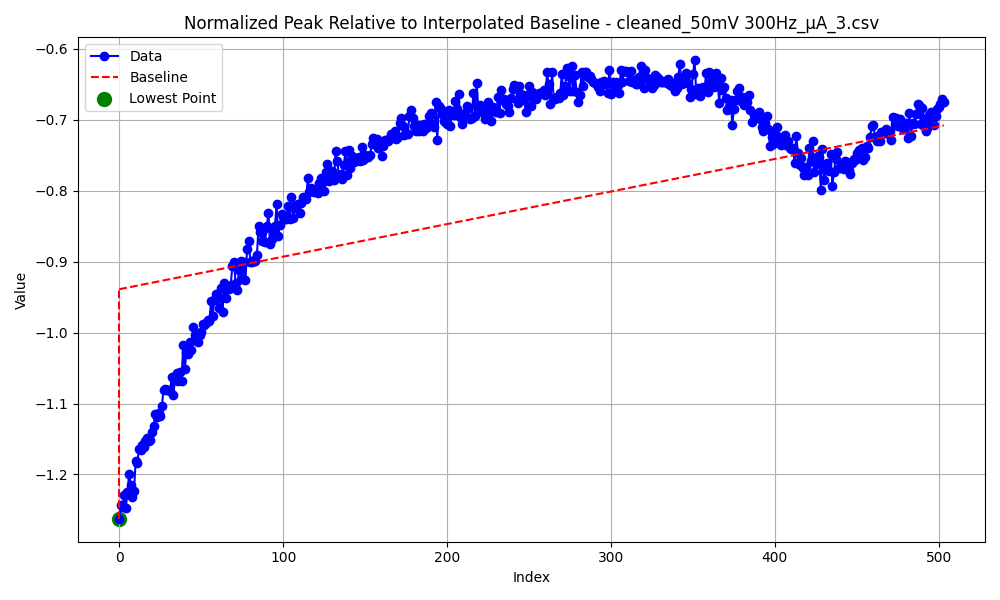 Normalized Peak Relative to Interpolated Baseline - cleaned_50mV 300Hz_μA_3.csv
Data
Baseline
Lowest Point
−0.6
−0.7
−0.8
−0.9
−1.0
−1.1
−1.2
Value
0
100
200
300
400
500
Index